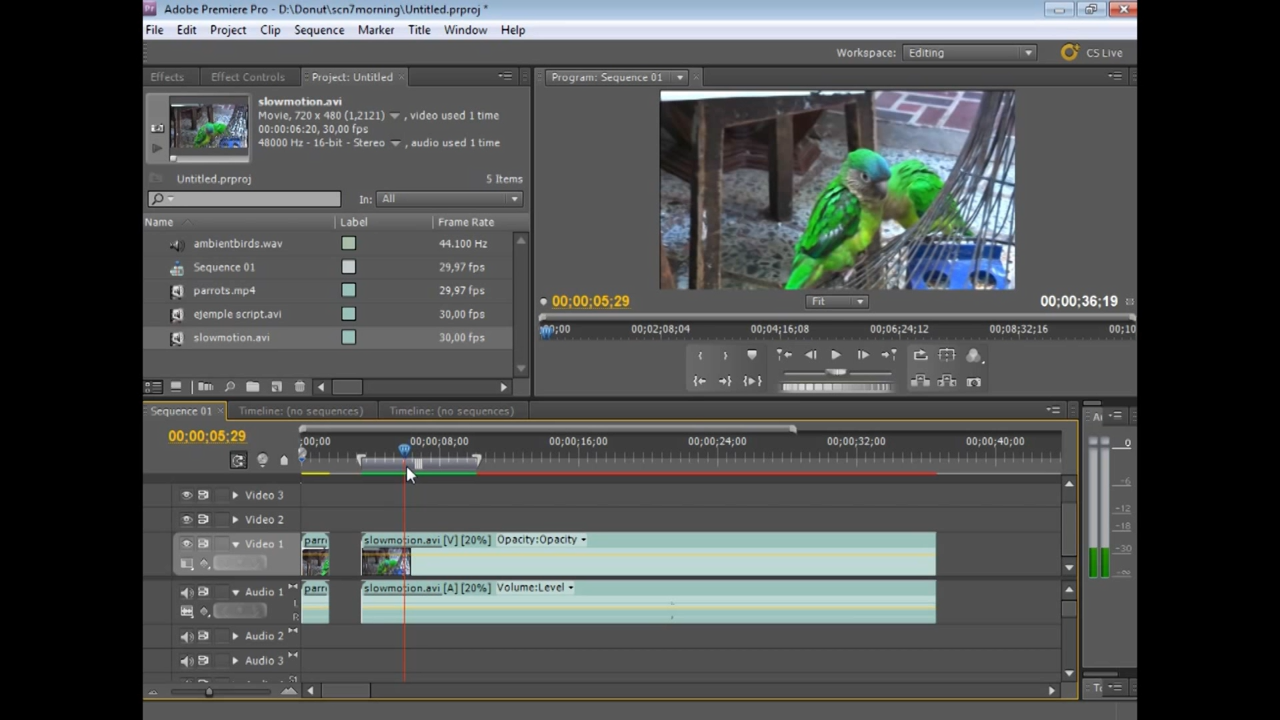 Adobe Premiere Pro - D:\Donut\scn7morning\Untitled.prproj *
File Edit Project Clip Sequence Marker Title Window Help
Workspace: Editing CS Live
Effects Effect Controls Project: Untitled
Program: Sequence 01
slowmotion.avi
Movie, 720 x 480 (1,2121) , video used 1 time
00:00:06:20, 30,00 fps
48000 Hz - 16-bit - Stereo , audio used 1 time
Untitled.prproj 5 Items
In: All
Name Label Frame Rate
ambientbirds.wav 44.100 Hz
Sequence 01 29,97 fps
parrots.mp4 29,97 fps
ejemple script.avi 30,00 fps
slowmotion.avi 30,00 fps
00;00;05;29 Fit 00;00;36;19
;00 00;02;08;04 00;04;16;08 00;06;24;12 00;08;32;16 00;10
Sequence 01 Timeline: (no sequences) Timeline: (no sequences)
00;00;05;29
;00;00 00;00;08;00 00;00;16;00 00;00;24;00 00;00;32;00 00;00;40;00
Video 3
Video 2
Video 1 parr slowmotion.avi [V] [20%] Opacity:Opacity
Audio 1 parr slowmotion.avi [A] [20%] Volume:Level
L
R
Audio 2
Audio 3
0
-6
-12
-18
-30